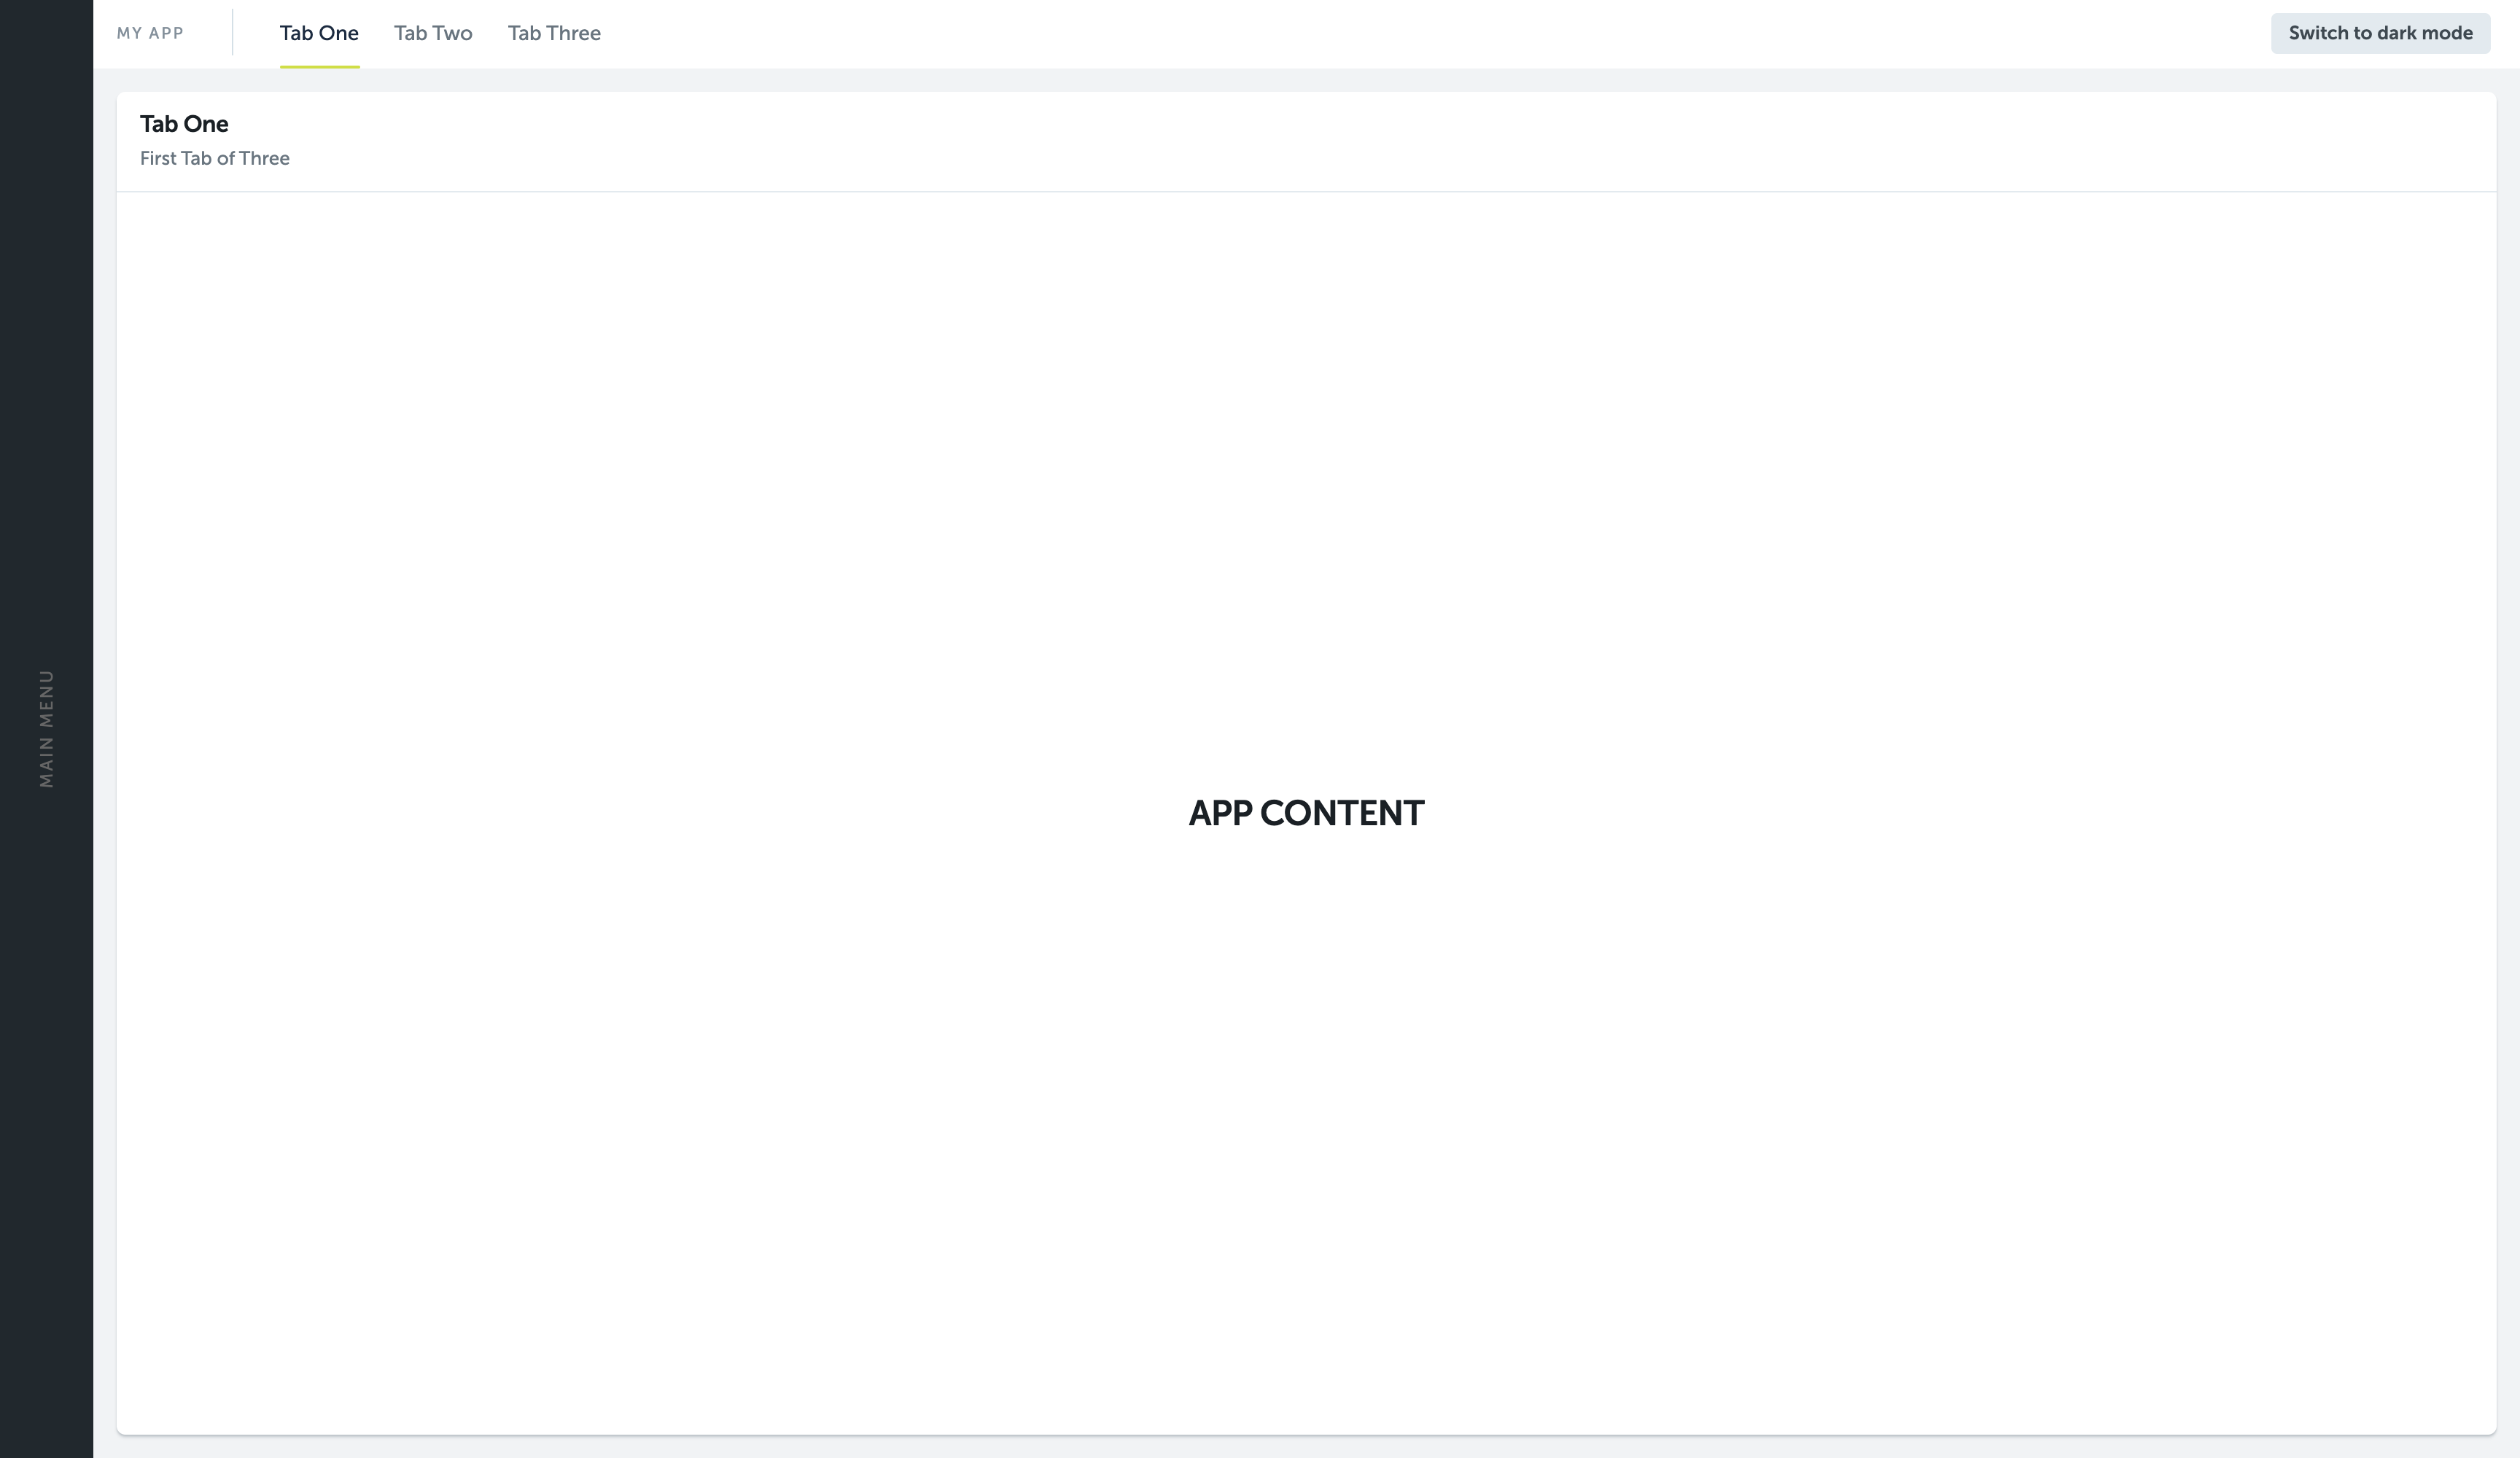 MY APP
Tab One
Tab Two
Tab Three
Switch to dark mode
Tab One
First Tab of Three
MAIN MENU
APP CONTENT